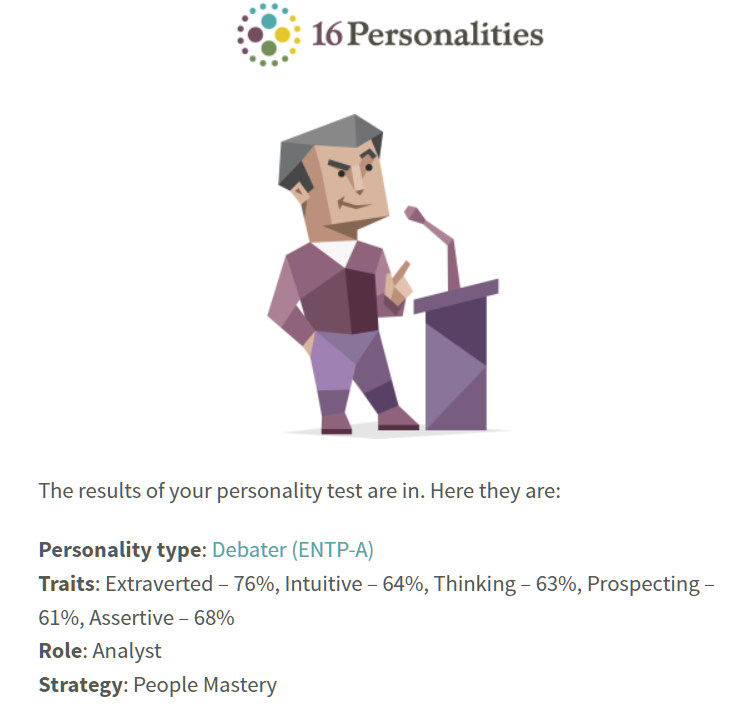 16Personalities
The results of your personality test are in. Here they are:
Personality type: Debater (ENTP-A)
Traits: Extraverted – 76%, Intuitive – 64%, Thinking – 63%, Prospecting –
61%, Assertive – 68%
Role: Analyst
Strategy: People Mastery